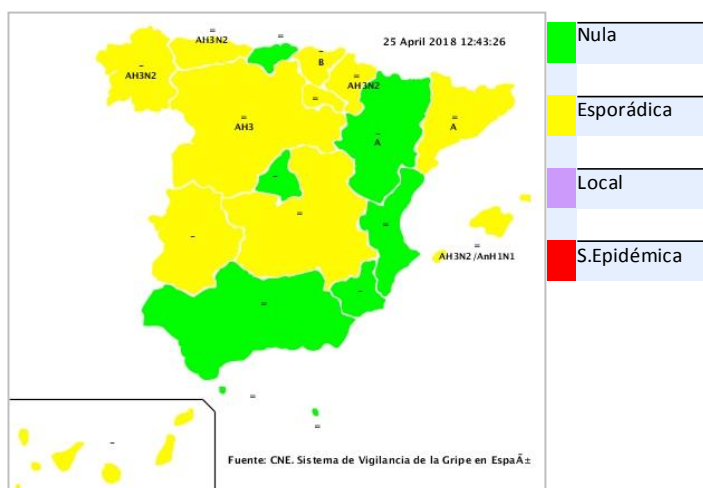 =
=
AH3N2
25 April 2018 12:43:26
Nula
–
AH3N2
–
B
=
AH3N2
=
=
AH3
–
A
=
A
Esporádica
–
Local
–
=
=
=
AH3N2 /AnH1N1
S.Epidémica
–
=
=
=
–
Fuente: CNE. Sistema de Vigilancia de la Gripe en EspaÃ±